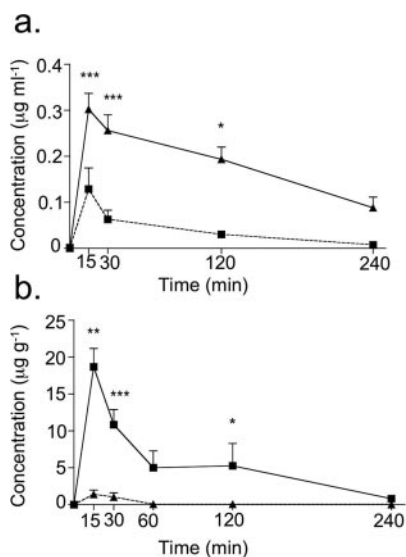 a.
Concentration (µg ml⁻¹)
0.4
0.3
0.2
0.1
0
***
***
*
15 30 120 240
Time (min)
b.
Concentration (µg g⁻¹)
25
20
15
10
5
0
**
***
*
15 30 60 120 240
Time (min)